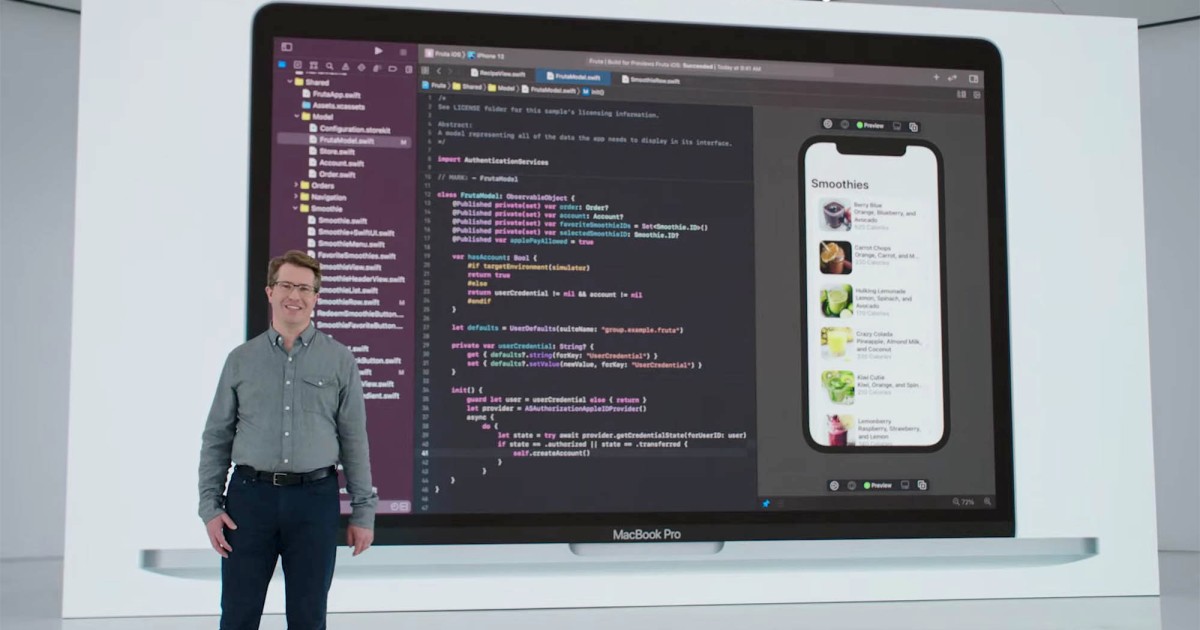 Fruta iOS
iPhone 13
Fruta | Build for Previews Fruta iOS: Succeeded | Today at 9:41 AM
RecipeView.swift
FrutaModel.swift
SmoothieRow.swift
Fruta
Shared
Model
FrutaModel.swift
init()
Shared
FrutaApp.swift
Assets.xcassets
Model
Configuration.storekit
FrutaModel.swift
M
Store.swift
Account.swift
Order.swift
Orders
Navigation
Smoothie
Smoothie.swift
Smoothie+SwiftUI.swift
SmoothieMenu.swift
FavoriteSmoothies.swift
SmoothieView.swift
SmoothieHeaderView.swift
SmoothieList.swift
SmoothieRow.swift
M
RedeemSmoothieButton....
SmoothieFavoriteButton....
/*
See LICENSE folder for this sample's licensing information.
Abstract:
A model representing all of the data the app needs to display in its interface.
*/
import AuthenticationServices
// MARK: - FrutaModel
class FrutaModel: ObservableObject {
@Published private(set) var order: Order?
@Published private(set) var account: Account?
@Published private(set) var favoriteSmoothieIDs = Set<Smoothie.ID>()
@Published private(set) var selectedSmoothieID: Smoothie.ID?
@Published var applePayAllowed = true
var hasAccount: Bool {
#if targetEnvironment(simulator)
return true
#else
return userCredential != nil && account != nil
#endif
}
let defaults = UserDefaults(suiteName: "group.example.fruta")
private var userCredential: String? {
get { defaults?.string(forKey: "UserCredential") }
set { defaults?.setValue(newValue, forKey: "UserCredential") }
}
init() {
guard let user = userCredential else { return }
let provider = ASAuthorizationAppleIDProvider()
async {
do {
let state = try await provider.getCredentialState(forUserID: user)
if state == .authorized || state == .transferred {
self.createAccount()
}
}
}
}
Preview
Smoothies
Berry Blue
Orange, Blueberry, and
Avocado
520 Calories
Carrot Chops
Orange, Carrot, and M...
Hulking Lemonade
Lemon, Spinach, and
Avocado
Crazy Colada
Pineapple, Almond Milk,
and Coconut
Kiwi Cutie
Kiwi, Orange, and Spin...
Lemonberry
Raspberry, Strawberry,
and Lemon
Preview
72%
MacBook Pro